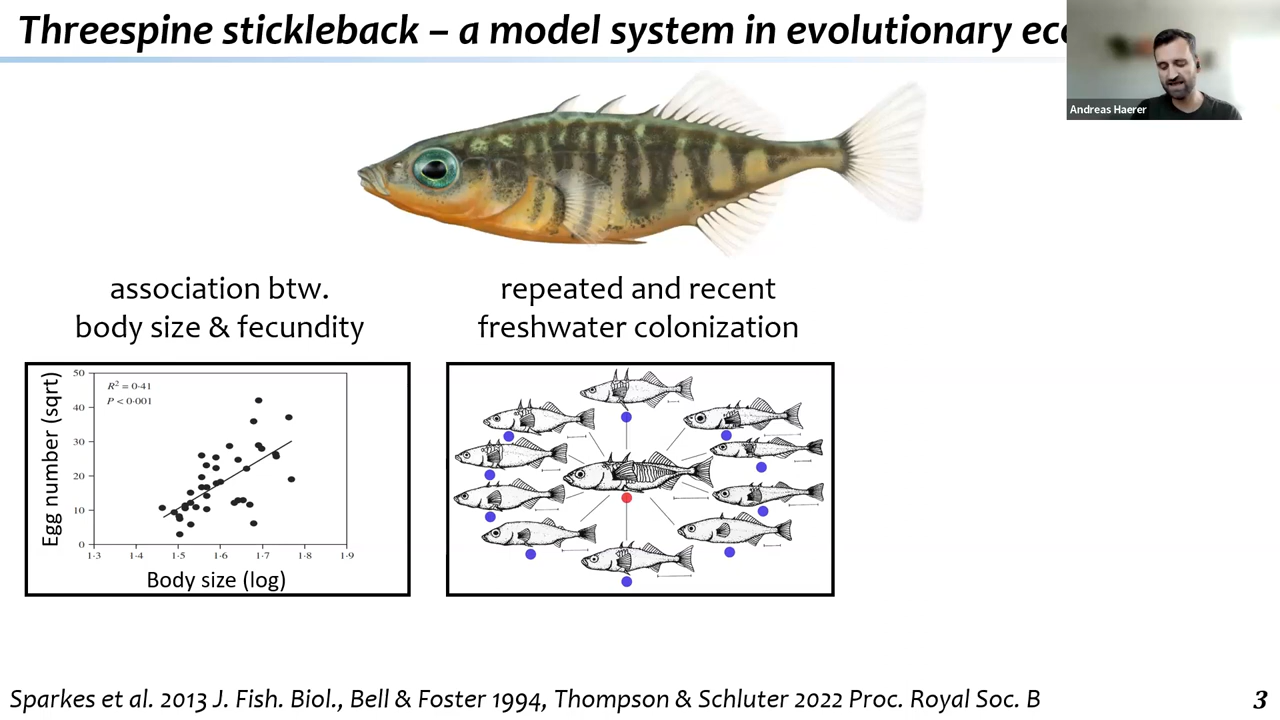 Threespine stickleback – a model system in evolutionary
Andreas Haerer
association btw.
body size & fecundity
repeated and recent
freshwater colonization
Egg number (sqrt)
50
40
30
20
10
0
R² = 0·41
P < 0·001
1·3 1·4 1·5 1·6 1·7 1·8 1·9
Body size (log)
Sparkes et al. 2013 J. Fish. Biol., Bell & Foster 1994, Thompson & Schluter 2022 Proc. Royal Soc. B
3